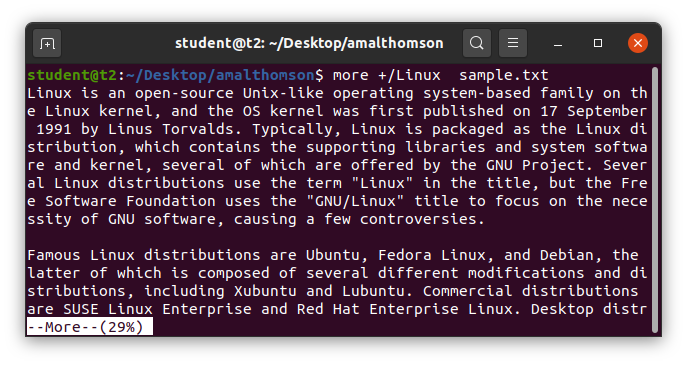 student@t2: ~/Desktop/amalthomson
student@t2:~/Desktop/amalthomson$ more +/Linux  sample.txt
Linux is an open-source Unix-like operating system-based family on th
e Linux kernel, and the OS kernel was first published on 17 September
 1991 by Linus Torvalds. Typically, Linux is packaged as the Linux di
stribution, which contains the supporting libraries and system softwa
re and kernel, several of which are offered by the GNU Project. Sever
al Linux distributions use the term "Linux" in the title, but the Fre
e Software Foundation uses the "GNU/Linux" title to focus on the nece
ssity of GNU software, causing a few controversies.

Famous Linux distributions are Ubuntu, Fedora Linux, and Debian, the
latter of which is composed of several different modifications and di
stributions, including Xubuntu and Lubuntu. Commercial distributions
are SUSE Linux Enterprise and Red Hat Enterprise Linux. Desktop distr
--More--(29%)